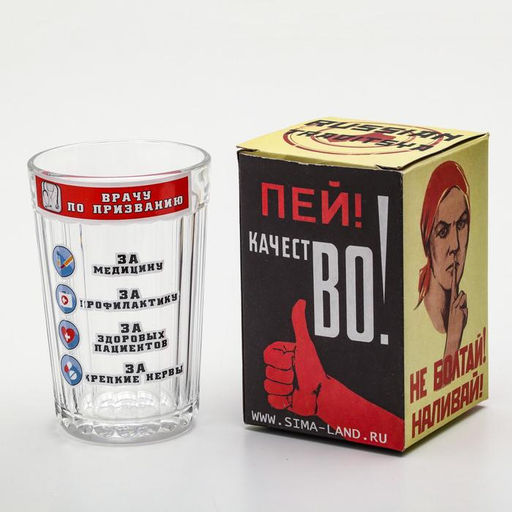 ВРАЧУ
ПО ПРИЗВАНИЮ
ЗА
МЕДИЦИНУ
ЗА
ПРОФИЛАКТИКУ
ЗА
ЗДОРОВЫХ
ПАЦИЕНТОВ
ЗА
КРЕПКИЕ НЕРВЫ
RUSSIAN
ПЕЙ!
КАЧЕСТ
ВО!
WWW.SIMA-LAND.RU
НЕ БОЛТАЙ!
НАЛИВАЙ!